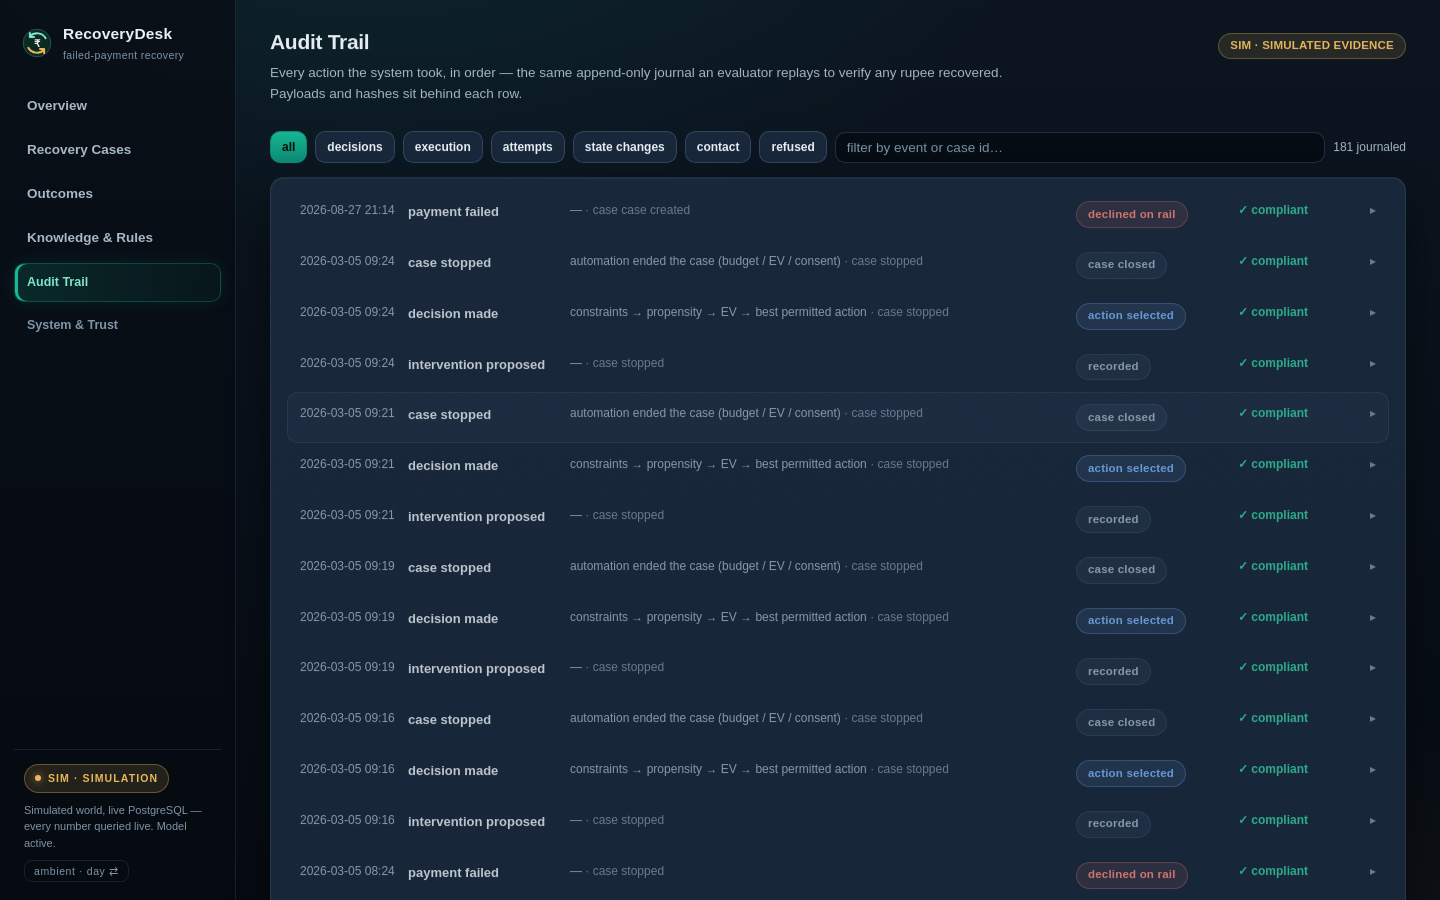 ₹
RecoveryDesk
failed-payment recovery
Overview
Recovery Cases
Outcomes
Knowledge & Rules
Audit Trail
System & Trust
SIM · SIMULATION
Simulated world, live PostgreSQL —
every number queried live. Model
active.
ambient · day ⇄
Audit Trail
SIM · SIMULATED EVIDENCE
Every action the system took, in order — the same append-only journal an evaluator replays to verify any rupee recovered.
Payloads and hashes sit behind each row.
all decisions execution attempts state changes contact refused filter by event or case id… 181 journaled
2026-08-27 21:14 payment failed — · case case created declined on rail ✓ compliant ▸
2026-03-05 09:24 case stopped automation ended the case (budget / EV / consent) · case stopped case closed ✓ compliant ▸
2026-03-05 09:24 decision made constraints → propensity → EV → best permitted action · case stopped action selected ✓ compliant ▸
2026-03-05 09:24 intervention proposed — · case stopped recorded ✓ compliant ▸
2026-03-05 09:21 case stopped automation ended the case (budget / EV / consent) · case stopped case closed ✓ compliant ▸
2026-03-05 09:21 decision made constraints → propensity → EV → best permitted action · case stopped action selected ✓ compliant ▸
2026-03-05 09:21 intervention proposed — · case stopped recorded ✓ compliant ▸
2026-03-05 09:19 case stopped automation ended the case (budget / EV / consent) · case stopped case closed ✓ compliant ▸
2026-03-05 09:19 decision made constraints → propensity → EV → best permitted action · case stopped action selected ✓ compliant ▸
2026-03-05 09:19 intervention proposed — · case stopped recorded ✓ compliant ▸
2026-03-05 09:16 case stopped automation ended the case (budget / EV / consent) · case stopped case closed ✓ compliant ▸
2026-03-05 09:16 decision made constraints → propensity → EV → best permitted action · case stopped action selected ✓ compliant ▸
2026-03-05 09:16 intervention proposed — · case stopped recorded ✓ compliant ▸
2026-03-05 08:24 payment failed — · case stopped declined on rail ✓ compliant ▸